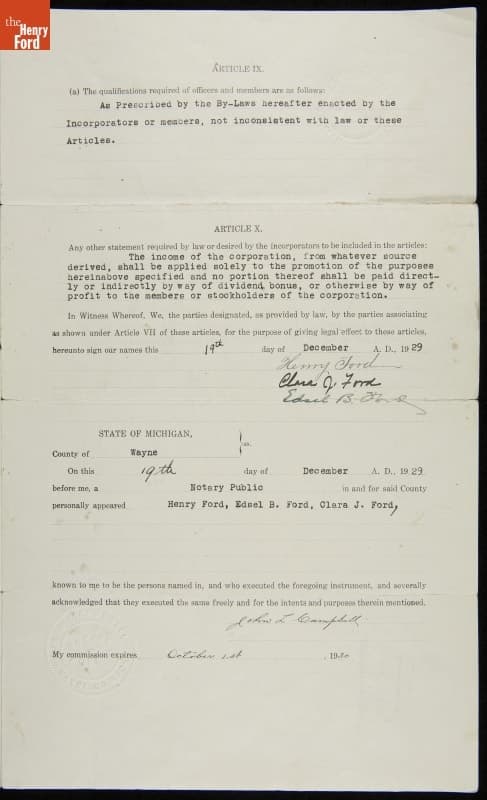 the
Henry
Ford
ARTICLE IX.
(a) The qualifications required of officers and members are as follows:
As Prescribed by the By-Laws hereafter enacted by the
Incorporators or members, not inconsistent with law or these
Articles.
ARTICLE X.
Any other statement required by law or desired by the incorporators to be included in the articles:
The income of the corporation, from whatever source
derived, shall be applied solely to the promotion of the purposes
hereinabove specified and no portion thereof shall be paid direct-
ly or indirectly by way of dividend, bonus, or otherwise by way of
profit to the members or stockholders of the corporation.
In Witness Whereof, We, the parties designated, as provided by law, by the parties associating
as shown under Article VII of these articles, for the purpose of giving legal effect to these articles,
hereunto sign our names this 19th day of December A. D., 1929
Henry Ford
Clara J. Ford
Edsel B. Ford
STATE OF MICHIGAN,
ss.
County of Wayne
On this 19th day of December A. D., 1929
before me, a Notary Public in and for said County
personally appeared Henry Ford, Edsel B. Ford, Clara J. Ford,
known to me to be the persons named in, and who executed the foregoing instrument, and severally
acknowledged that they executed the same freely and for the intents and purposes therein mentioned.
John L Campbell
My commission expires October 1st , 1930